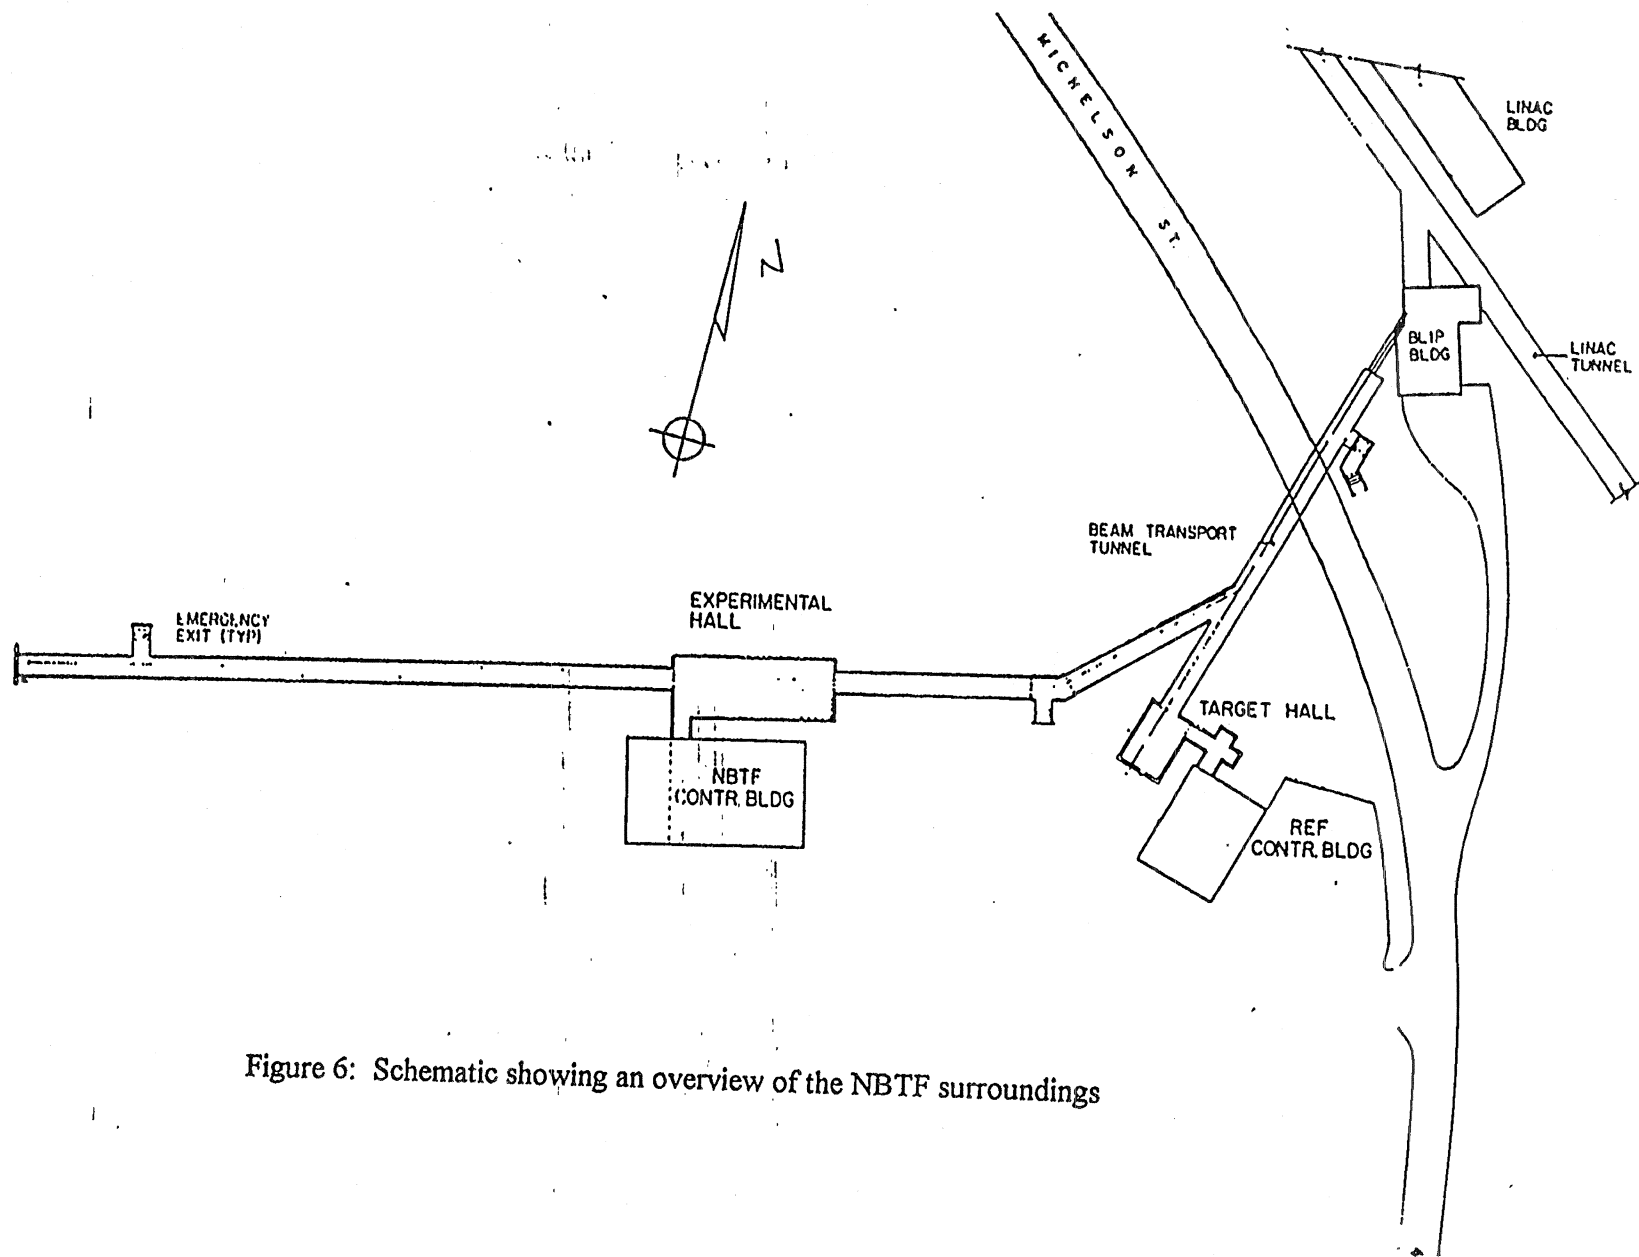 MICHELSON ST.
LINAC
BLDG
BLIP
BLDG
LINAC
TUNNEL
N
BEAM TRANSPORT
TUNNEL
EXPERIMENTAL
HALL
EMERGENCY
EXIT (TYP)
TARGET HALL
NBTF
CONTR. BLDG
REF
CONTR. BLDG
Figure 6: Schematic showing an overview of the NBTF surroundings